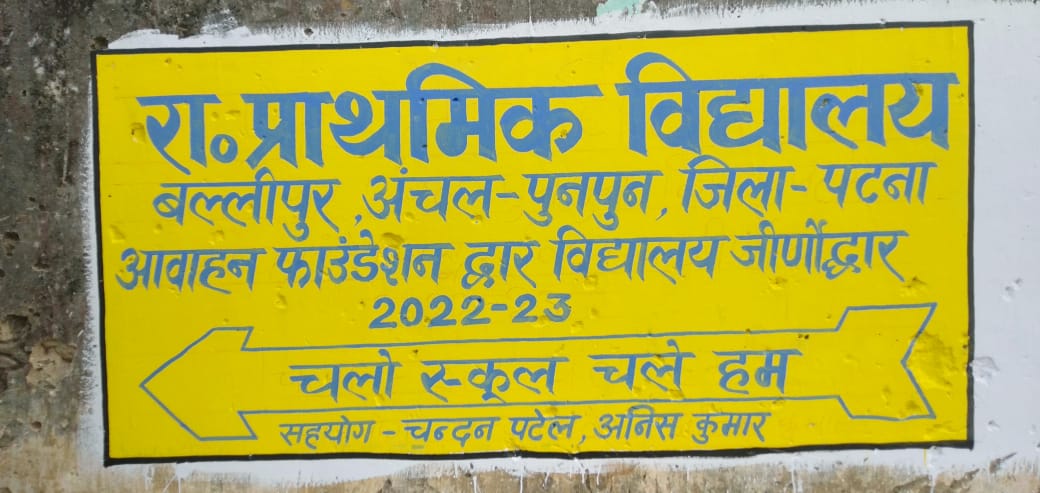 रा॰ प्राथमिक विद्यालय
बल्लीपुर ,अंचल-पुनपुन, जिला- पटना
आवाहन फाउंडेशन द्वार विद्यालय जीर्णोद्धार
2022-23
चलो स्कूल चले हम
सहयोग - चन्दन पटेल, अनिस कुमार